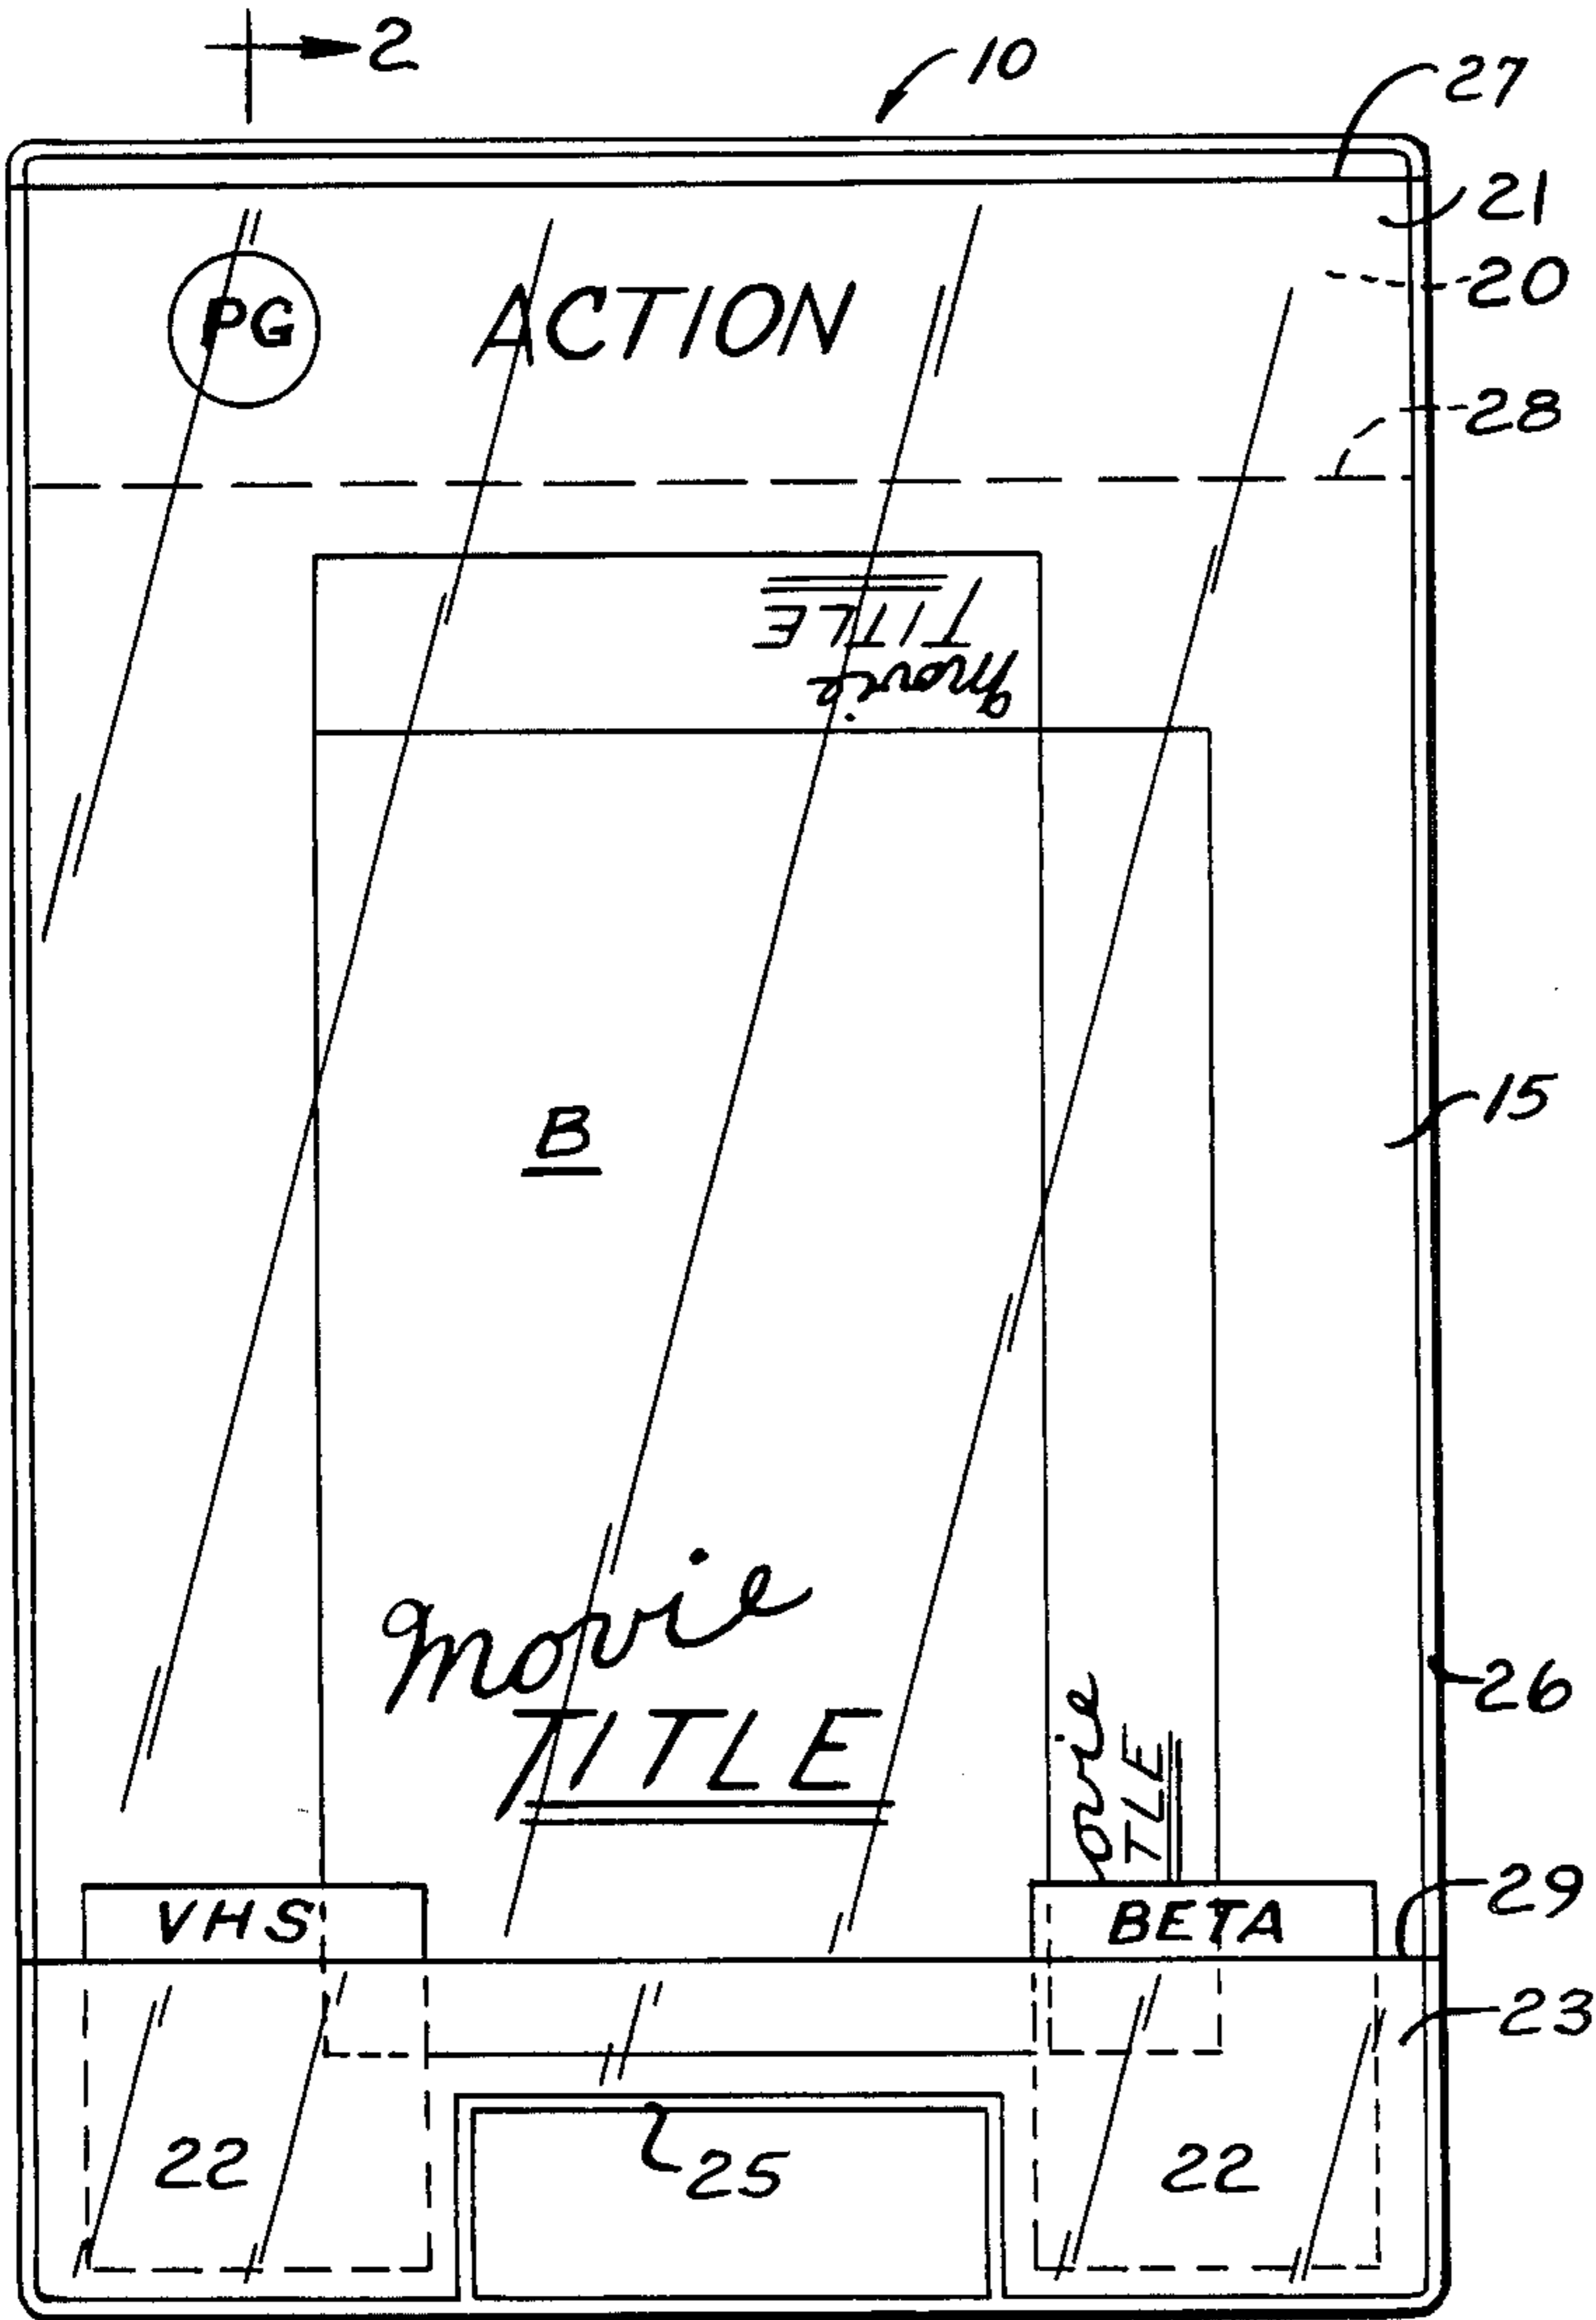 2
10
27
21
PG
ACTION
20
28
Movie
TITLE
15
B
Movie
TITLE
ovie
TLE
26
VHS
BETA
29
23
22
25
22